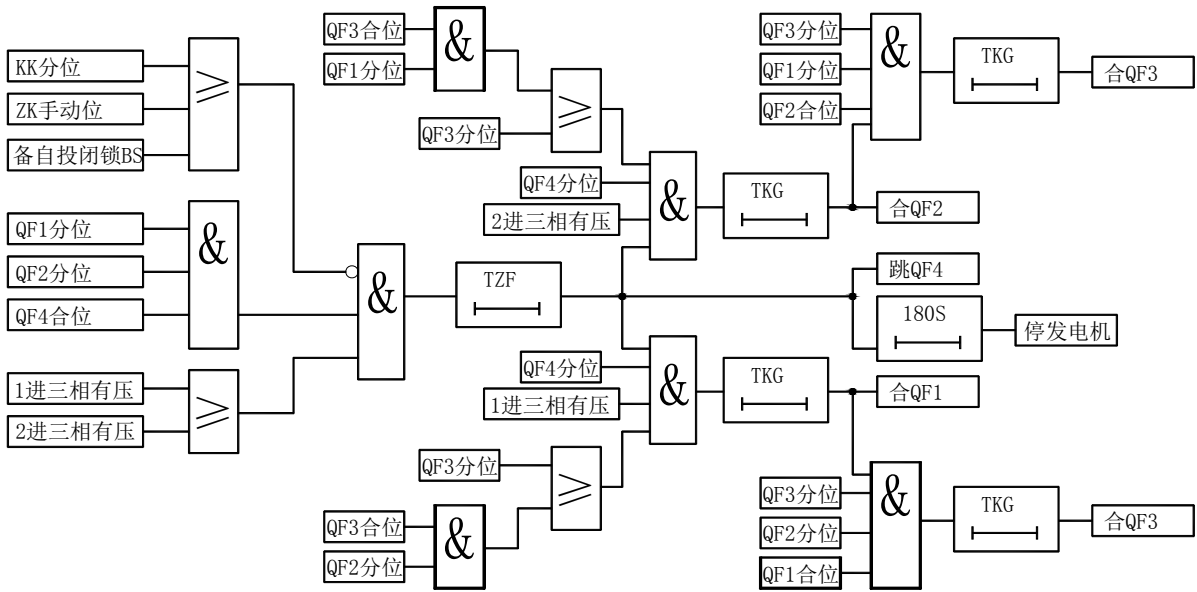 KK分位
ZK手动位
备自投闭锁BS
≥
QF1分位
QF2分位
QF4合位
&
1进三相有压
2进三相有压
≥
&
TZF
QF3合位
QF1分位
&
QF3分位
≥
QF4分位
2进三相有压
&
TKG
合QF2
QF3分位
QF1分位
QF2合位
&
TKG
合QF3
跳QF4
180S
停发电机
QF4分位
1进三相有压
&
TKG
合QF1
QF3分位
≥
QF3合位
QF2分位
&
QF3分位
QF2分位
QF1合位
&
TKG
合QF3